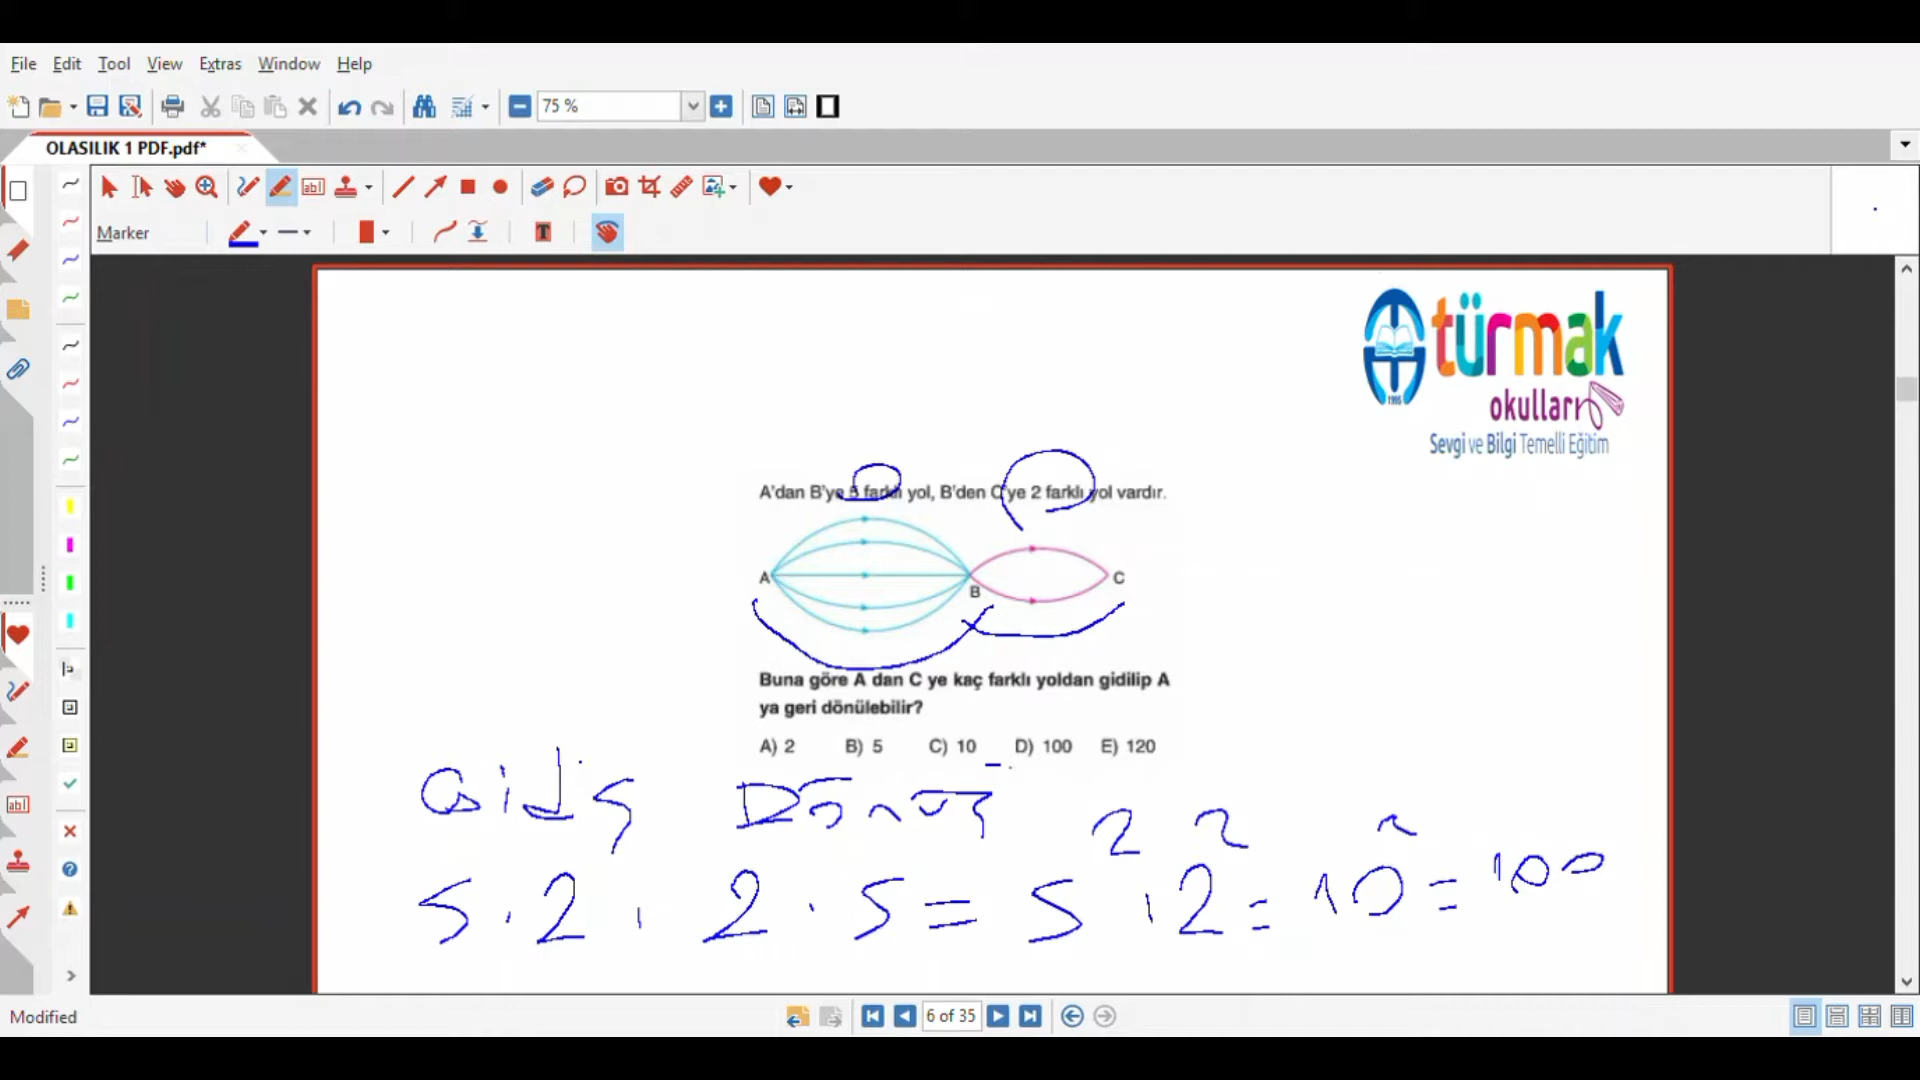 File Edit Tool View Extras Window Help
75 %
OLASILIK 1 PDF.pdf*
Marker
türmak
okulları
1995
Sevgi ve Bilgi Temelli Eğitim
A'dan B'ye 5 farklı yol, B'den C'ye 2 farklı yol vardır.
A B C
Buna göre A dan C ye kaç farklı yoldan gidilip A
ya geri dönülebilir?
A) 2 B) 5 C) 10 D) 100 E) 120
Gidiş Dönüş
5 . 2 . 2 . 5 = 5² . 2² = 10² = 100
Modified
6 of 35